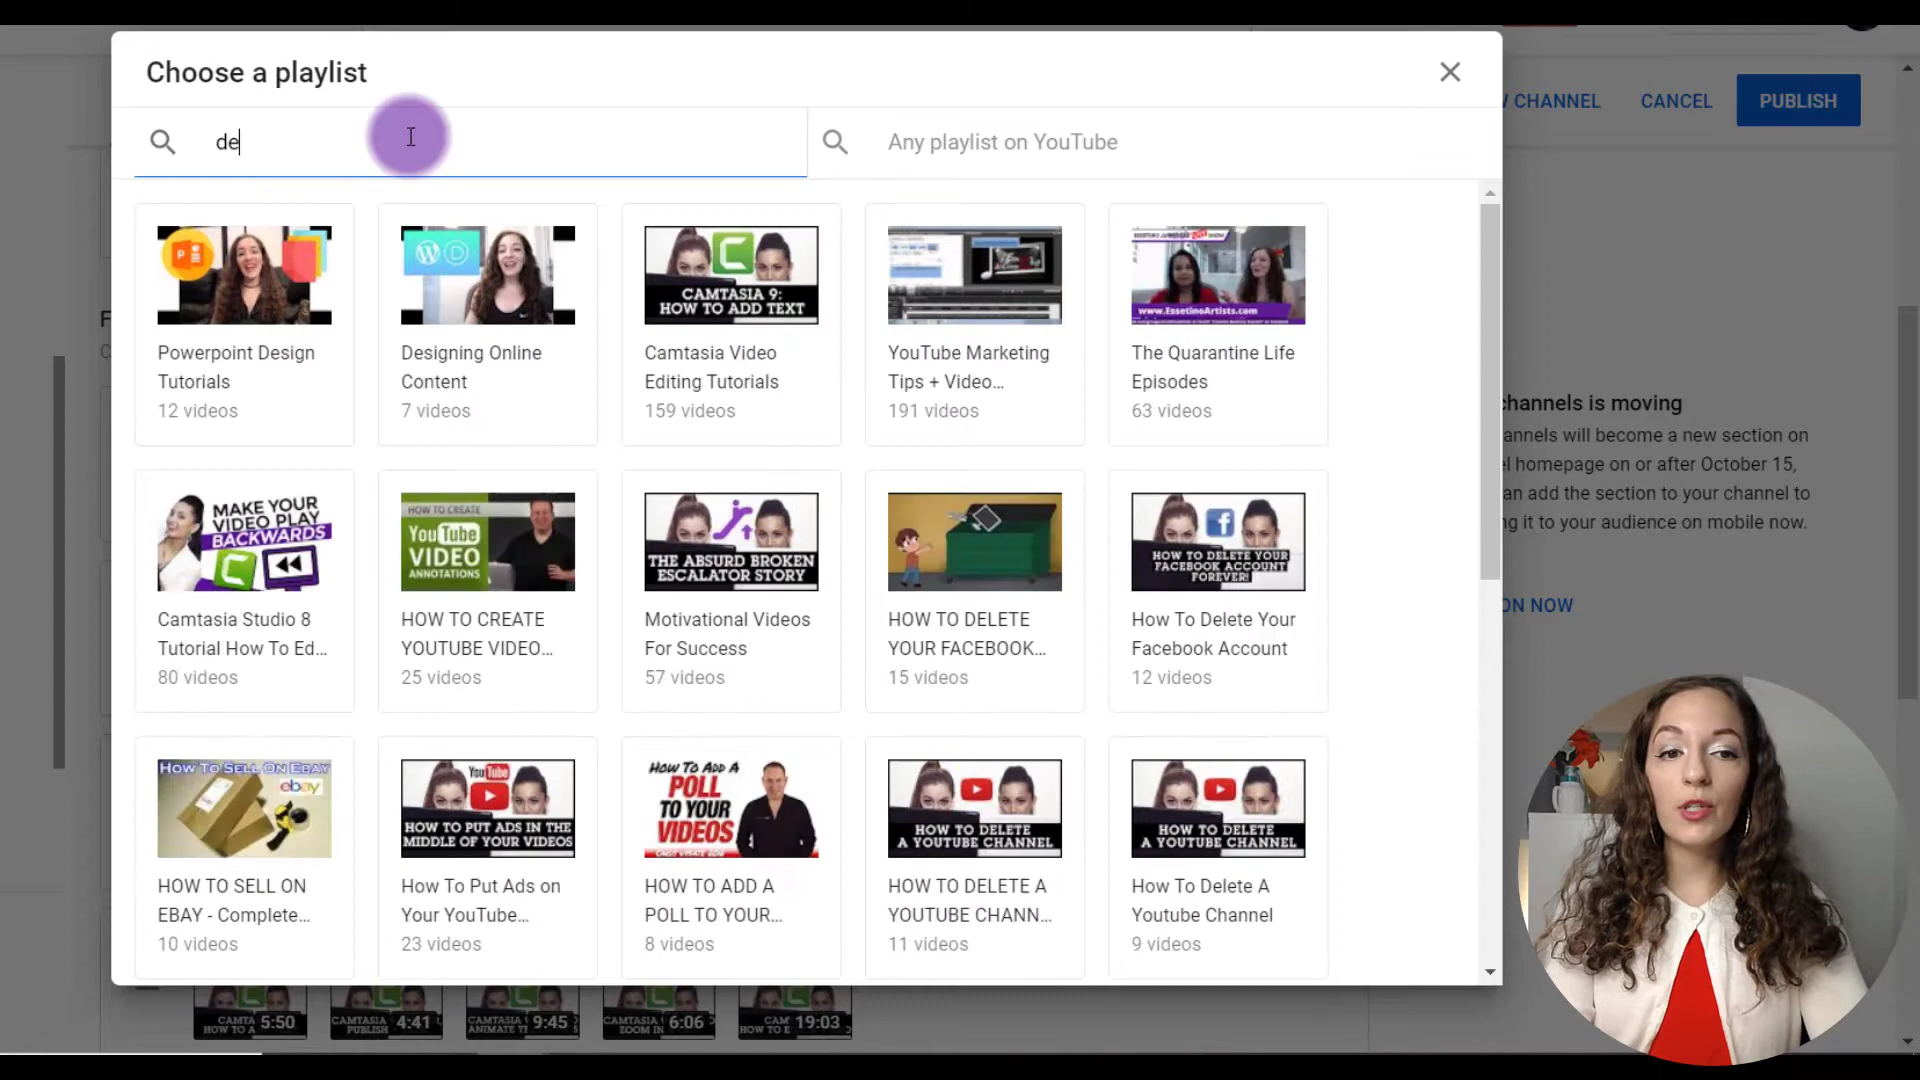 Choose a playlist
de
Any playlist on YouTube
CHANNEL
CANCEL
PUBLISH
CAMTASIA 9:
HOW TO ADD TEXT
www.EssetinoArtists.com
Powerpoint Design
Tutorials
12 videos
Designing Online
Content
7 videos
Camtasia Video
Editing Tutorials
159 videos
YouTube Marketing
Tips + Video...
191 videos
The Quarantine Life
Episodes
63 videos
MAKE YOUR
VIDEO PLAY
BACKWARDS
HOW TO CREATE
YouTube
VIDEO
ANNOTATIONS
THE ABSURD BROKEN
ESCALATOR STORY
HOW TO DELETE YOUR
FACEBOOK ACCOUNT
FOREVER!
Camtasia Studio 8
Tutorial How To Ed...
80 videos
HOW TO CREATE
YOUTUBE VIDEO...
25 videos
Motivational Videos
For Success
57 videos
HOW TO DELETE
YOUR FACEBOOK...
15 videos
How To Delete Your
Facebook Account
12 videos
HOW TO SELL ON EBAY
ebay
YouTube
HOW TO PUT ADS IN THE
MIDDLE OF YOUR VIDEOS
HOW TO ADD A
POLL
TO YOUR
VIDEOS
HOW TO DELETE
A YOUTUBE CHANNEL
HOW TO DELETE
A YOUTUBE CHANNEL
HOW TO SELL ON
EBAY - Complete...
10 videos
How To Put Ads on
Your YouTube...
23 videos
HOW TO ADD A
POLL TO YOUR...
8 videos
HOW TO DELETE A
YOUTUBE CHANN...
11 videos
How To Delete A
Youtube Channel
9 videos
channels is moving
annels will become a new section on
el homepage on or after October 15,
an add the section to your channel to
ng it to your audience on mobile now.
ON NOW
5:50
4:41
9:45
6:06
19:03